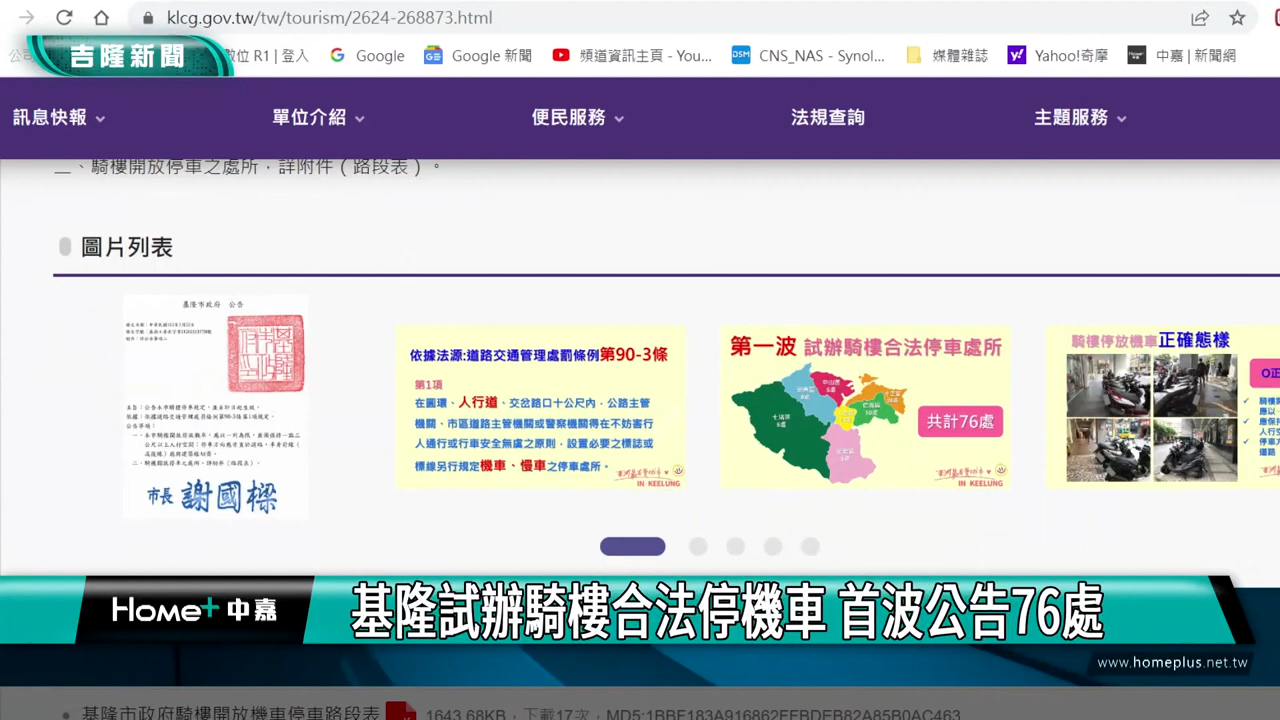 klcg.gov.tw/tw/tourism/2624-268873.html
吉隆新聞
數位 R1 | 登入
Google
Google 新聞
頻道資訊主頁 - You...
CNS_NAS - Synol...
媒體雜誌
Yahoo!奇摩
中嘉 | 新聞網
訊息快報
單位介紹
便民服務
法規查詢
主題服務
二、騎樓開放停車之處所，詳附件（路段表）。
圖片列表
基隆市政府 公告
市長 謝國樑
依據法源:道路交通管理處罰條例第90-3條
第1項
在圓環、人行道、交岔路口十公尺內、公路主管
機關、市區道路主管機關或警察機關得在不妨害行
人通行或行車安全無虞之原則，設置必要之標誌或
標線另行規定機車、慢車之停車處所。
IN KEELUNG
第一波 試辦騎樓合法停車處所
共計76處
IN KEELUNG
騎樓停放機車正確態樣
Home+ 中嘉
基隆試辦騎樓合法停機車 首波公告76處
www.homeplus.net.tw
基隆市政府騎樓開放機車停車路段表
1643.68KB，下載17次，MD5:1BBF183A916862EFBDEB82A85B0AC463